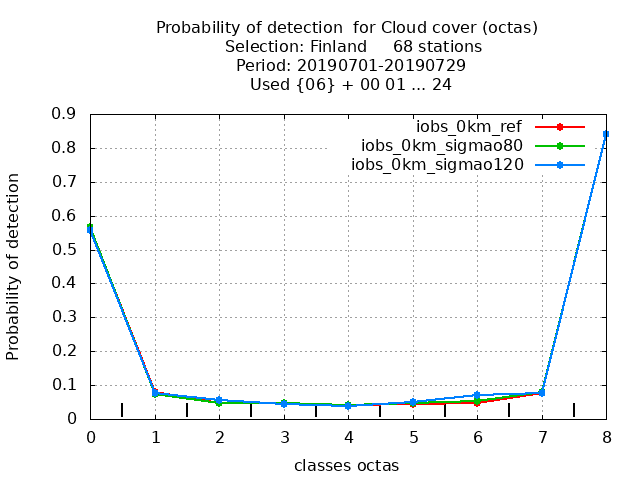 Probability of detection  for Cloud cover (octas)
Selection: Finland     68 stations
Period: 20190701-20190729
Used {06} + 00 01 ... 24
iobs_0km_ref
iobs_0km_sigmao80
iobs_0km_sigmao120
Probability of detection
0.9
0.8
0.7
0.6
0.5
0.4
0.3
0.2
0.1
0
0 1 2 3 4 5 6 7 8
classes octas